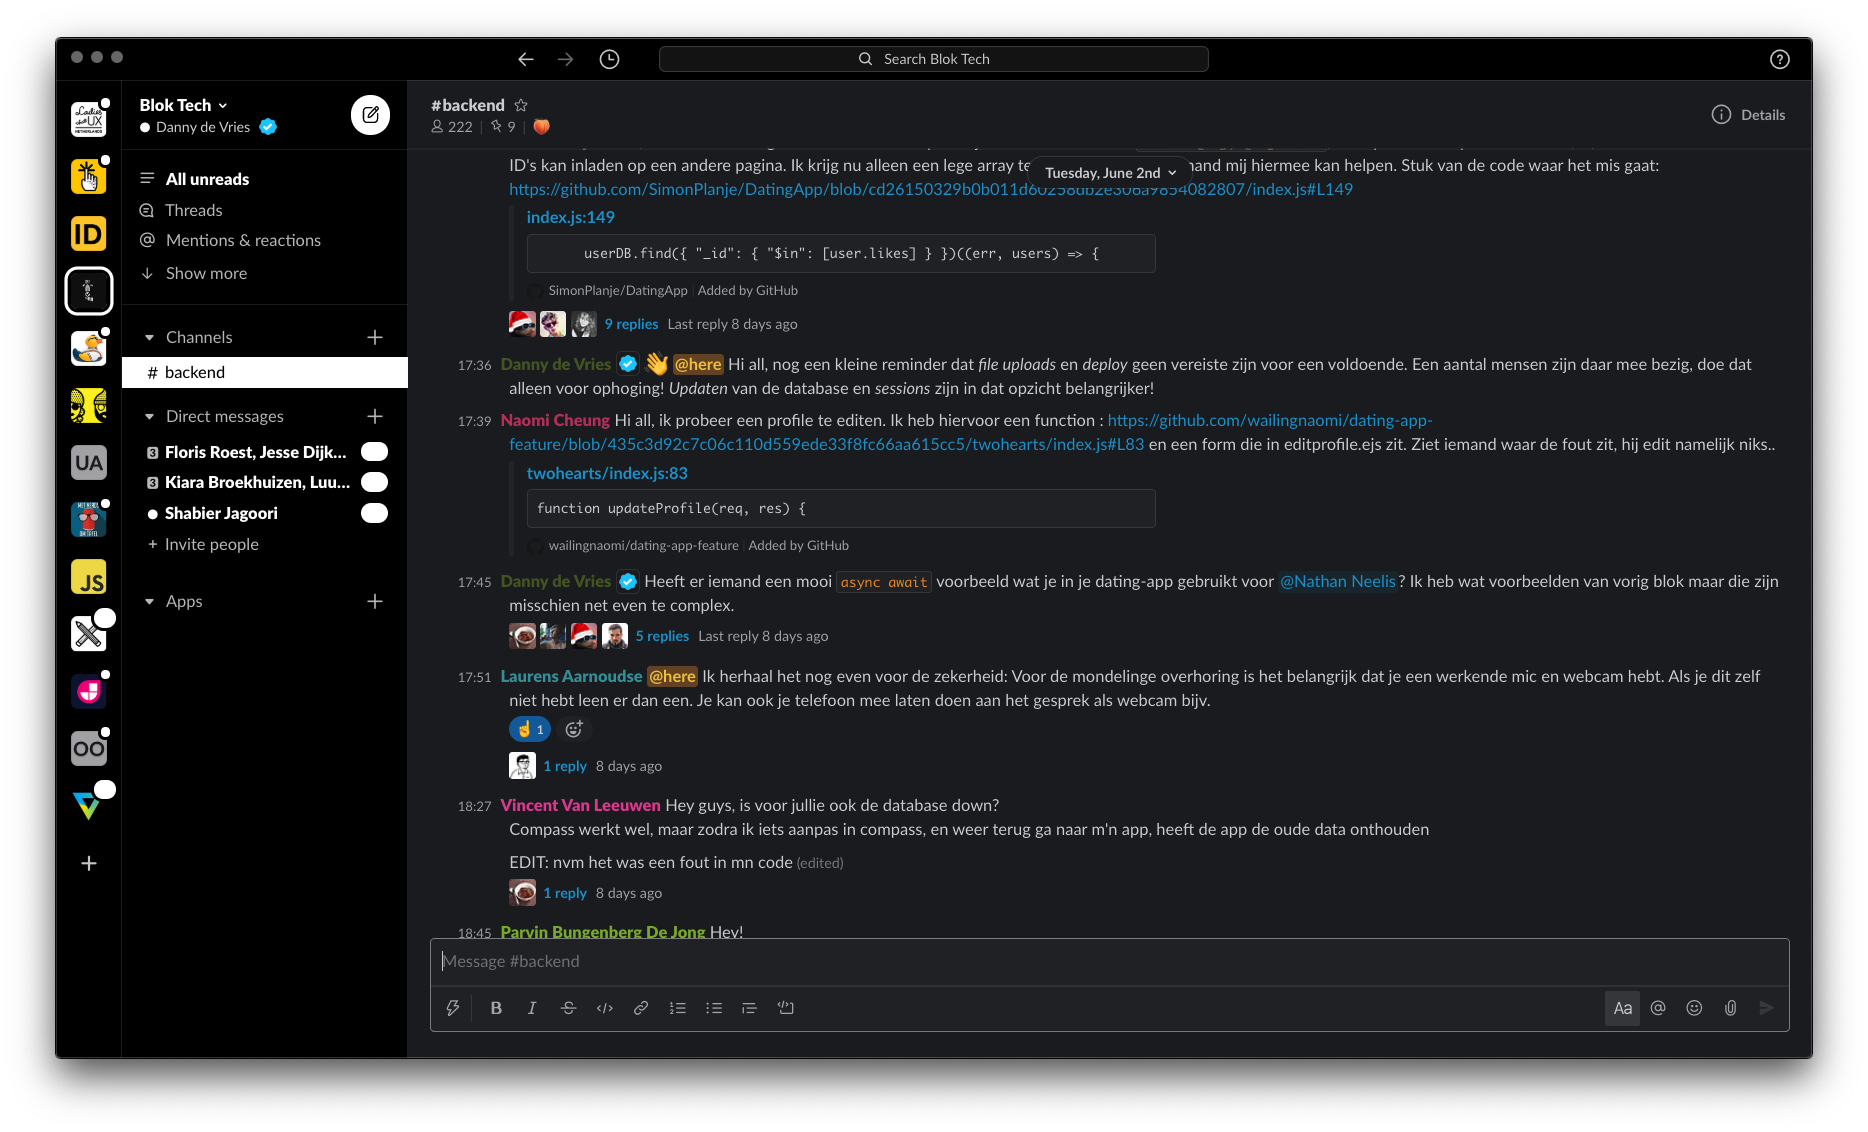 Search Blok Tech
Blok Tech
Danny de Vries
All unreads
Threads
Mentions & reactions
Show more
Channels
# backend
Direct messages
3 Floris Roest, Jesse Dijk...
3 Kiara Broekhuizen, Luu...
Shabier Jagoori
+ Invite people
Apps
ID
UA
JS
OO
#backend
222 | 9 |
Details
Tuesday, June 2nd
ID's kan inladen op een andere pagina. Ik krijg nu alleen een lege array te mand mij hiermee kan helpen. Stuk van de code waar het mis gaat:
https://github.com/SimonPlanje/DatingApp/blob/cd26150329b0b011d60258db2e306a9854082807/index.js#L149
index.js:149
userDB.find({ "_id": { "$in": [user.likes] } })((err, users) => {
SimonPlanje/DatingApp | Added by GitHub
9 replies Last reply 8 days ago
17:36 Danny de Vries @here Hi all, nog een kleine reminder dat file uploads en deploy geen vereiste zijn voor een voldoende. Een aantal mensen zijn daar mee bezig, doe dat
alleen voor ophoging! Updaten van de database en sessions zijn in dat opzicht belangrijker!
17:39 Naomi Cheung Hi all, ik probeer een profile te editen. Ik heb hiervoor een function : https://github.com/wailingnaomi/dating-app-
feature/blob/435c3d92c7c06c110d559ede33f8fc66aa615cc5/twohearts/index.js#L83 en een form die in editprofile.ejs zit. Ziet iemand waar de fout zit, hij edit namelijk niks..
twohearts/index.js:83
function updateProfile(req, res) {
wailingnaomi/dating-app-feature | Added by GitHub
17:45 Danny de Vries Heeft er iemand een mooi async await voorbeeld wat je in je dating-app gebruikt voor @Nathan Neelis? Ik heb wat voorbeelden van vorig blok maar die zijn
misschien net even te complex.
5 replies Last reply 8 days ago
17:51 Laurens Aarnoudse @here Ik herhaal het nog even voor de zekerheid: Voor de mondelinge overhoring is het belangrijk dat je een werkende mic en webcam hebt. Als je dit zelf
niet hebt leen er dan een. Je kan ook je telefoon mee laten doen aan het gesprek als webcam bijv.
1
1 reply 8 days ago
18:27 Vincent Van Leeuwen Hey guys, is voor jullie ook de database down?
Compass werkt wel, maar zodra ik iets aanpas in compass, en weer terug ga naar m'n app, heeft de app de oude data onthouden
EDIT: nvm het was een fout in mn code (edited)
1 reply 8 days ago
18:45 Parvin Bungenberg De Jong Hey!
Message #backend
B I S Aa @